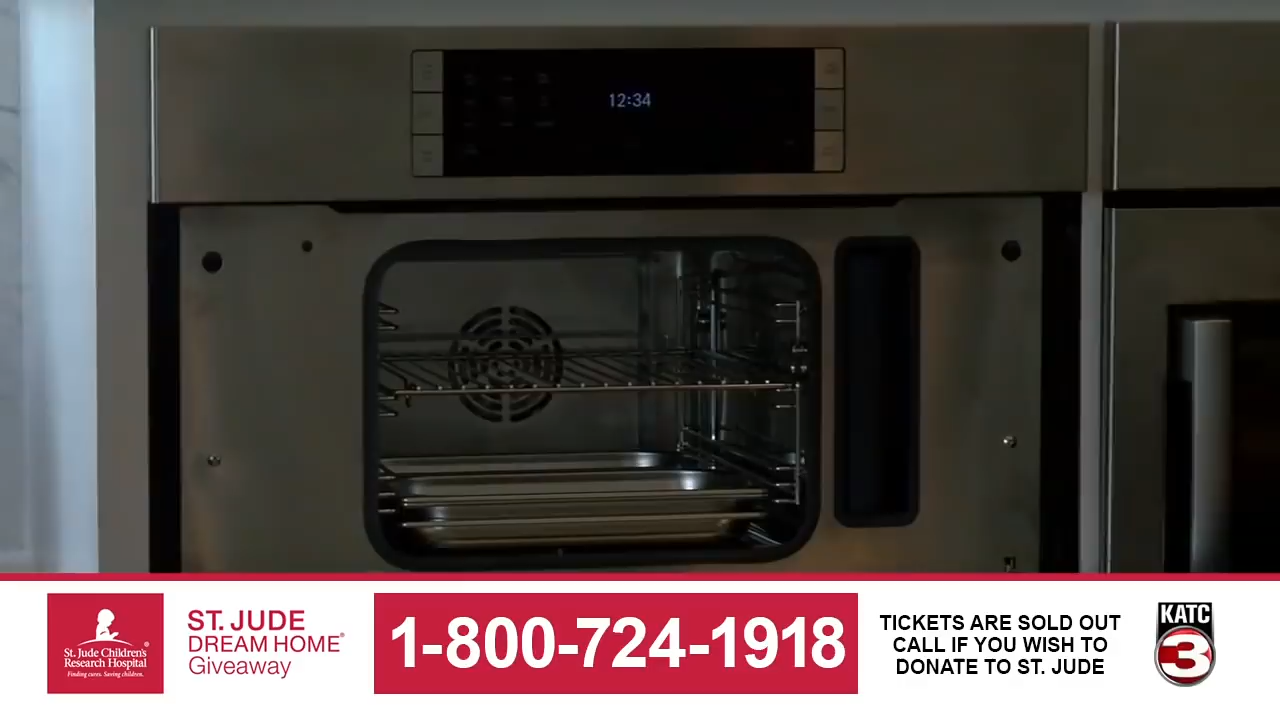 12:34
St. Jude Children's
Research Hospital
Finding cures. Saving children.
ST. JUDE
DREAM HOME®
Giveaway
1-800-724-1918
TICKETS ARE SOLD OUT
CALL IF YOU WISH TO
DONATE TO ST. JUDE
KATC
3